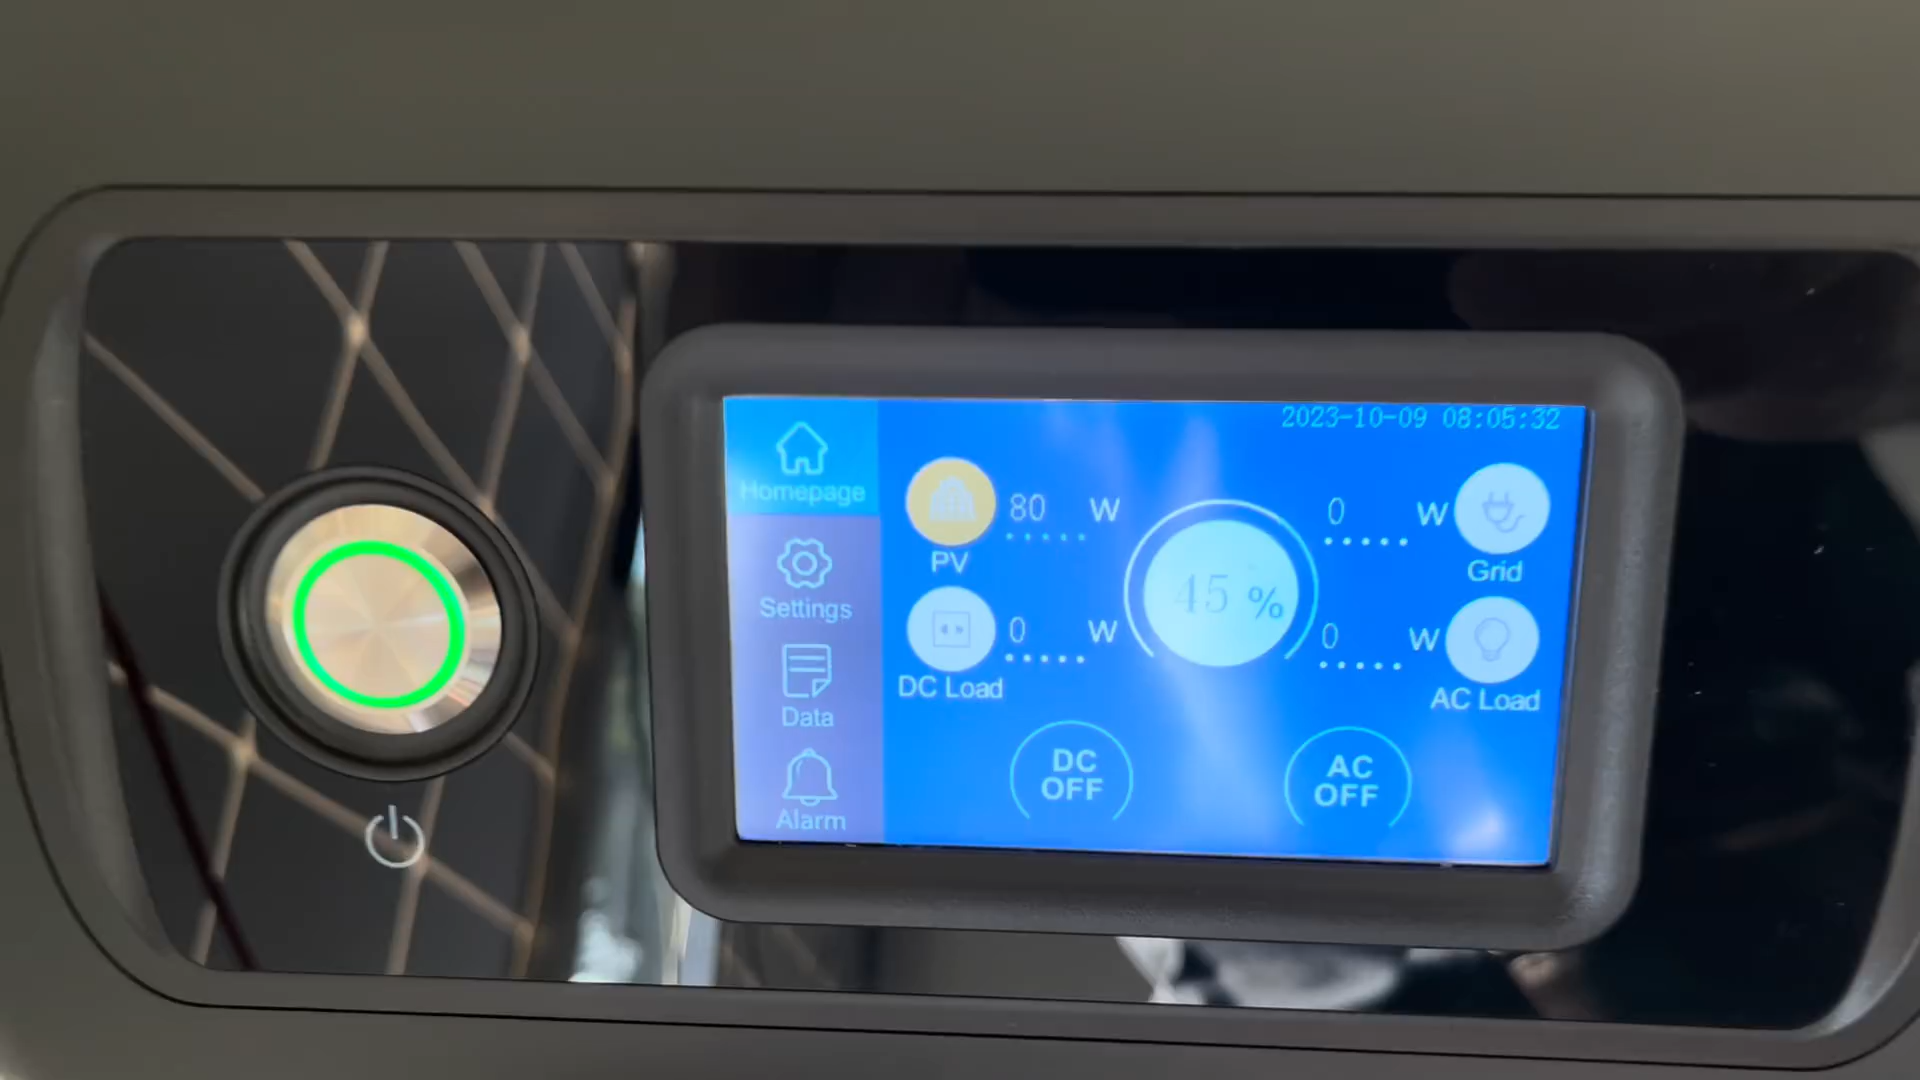 2023-10-09 08:05:32
Homepage
80 W
0 W
PV
Grid
45 %
Settings
0 W
0 W
DC Load
AC Load
Data
DC
OFF
AC
OFF
Alarm